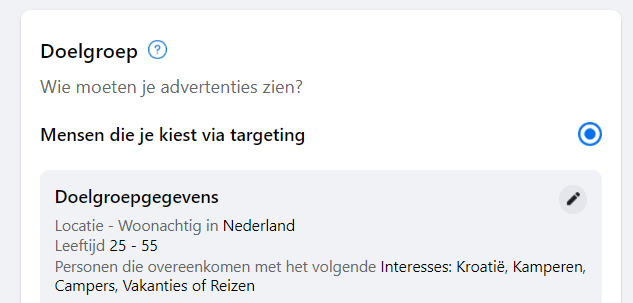 Doelgroep ?
Wie moeten je advertenties zien?
Mensen die je kiest via targeting
Doelgroepgegevens
Locatie - Woonachtig in Nederland
Leeftijd 25 - 55
Personen die overeenkomen met het volgende Interesses: Kroatië, Kamperen,
Campers, Vakanties of Reizen